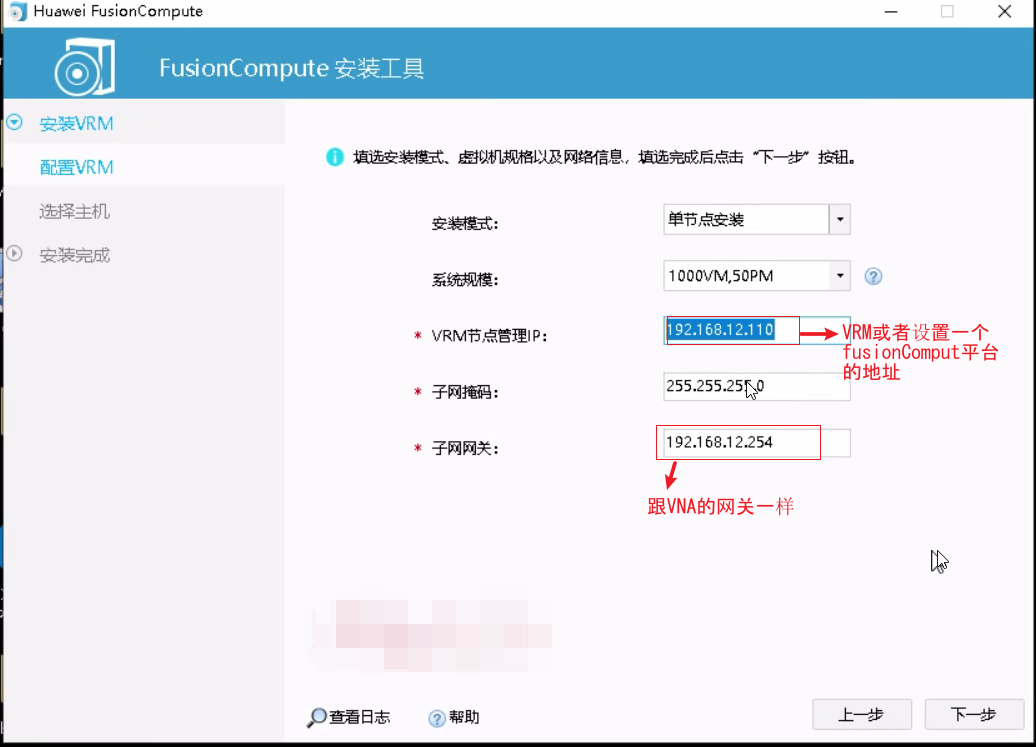 Huawei FusionCompute
FusionCompute 安装工具
安装VRM
配置VRM
选择主机
安装完成
填选安装模式、虚拟机规格以及网络信息，填选完成后点击“下一步”按钮。
安装模式:
单节点安装
系统规模:
1000VM,50PM
* VRM节点管理IP:
192.168.12.110
VRM或者设置一个
fusionComput平台
的地址
* 子网掩码:
255.255.255.0
* 子网网关:
192.168.12.254
跟VNA的网关一样
查看日志
帮助
上一步
下一步